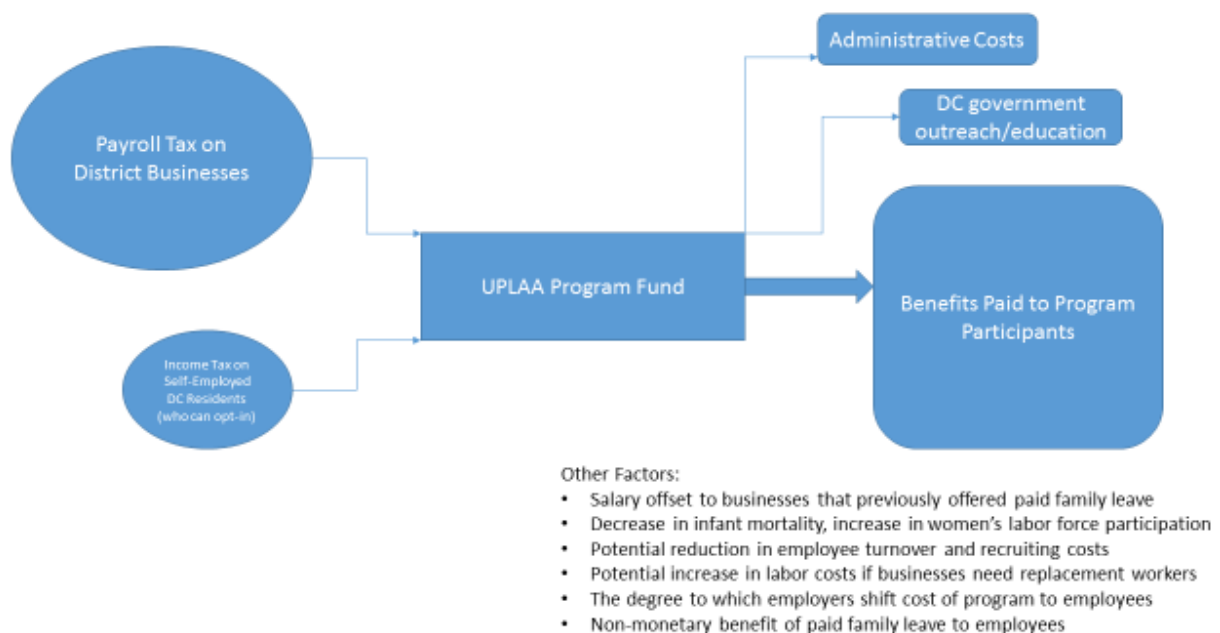 Administrative Costs
DC government
outreach/education
Payroll Tax on
District Businesses
UPLAA Program Fund
Benefits Paid to Program
Participants
Income Tax on
Self-Employed
DC Residents
(who can opt-in)
Other Factors:
• Salary offset to businesses that previously offered paid family leave
• Decrease in infant mortality, increase in women's labor force participation
• Potential reduction in employee turnover and recruiting costs
• Potential increase in labor costs if businesses need replacement workers
• The degree to which employers shift cost of program to employees
• Non-monetary benefit of paid family leave to employees